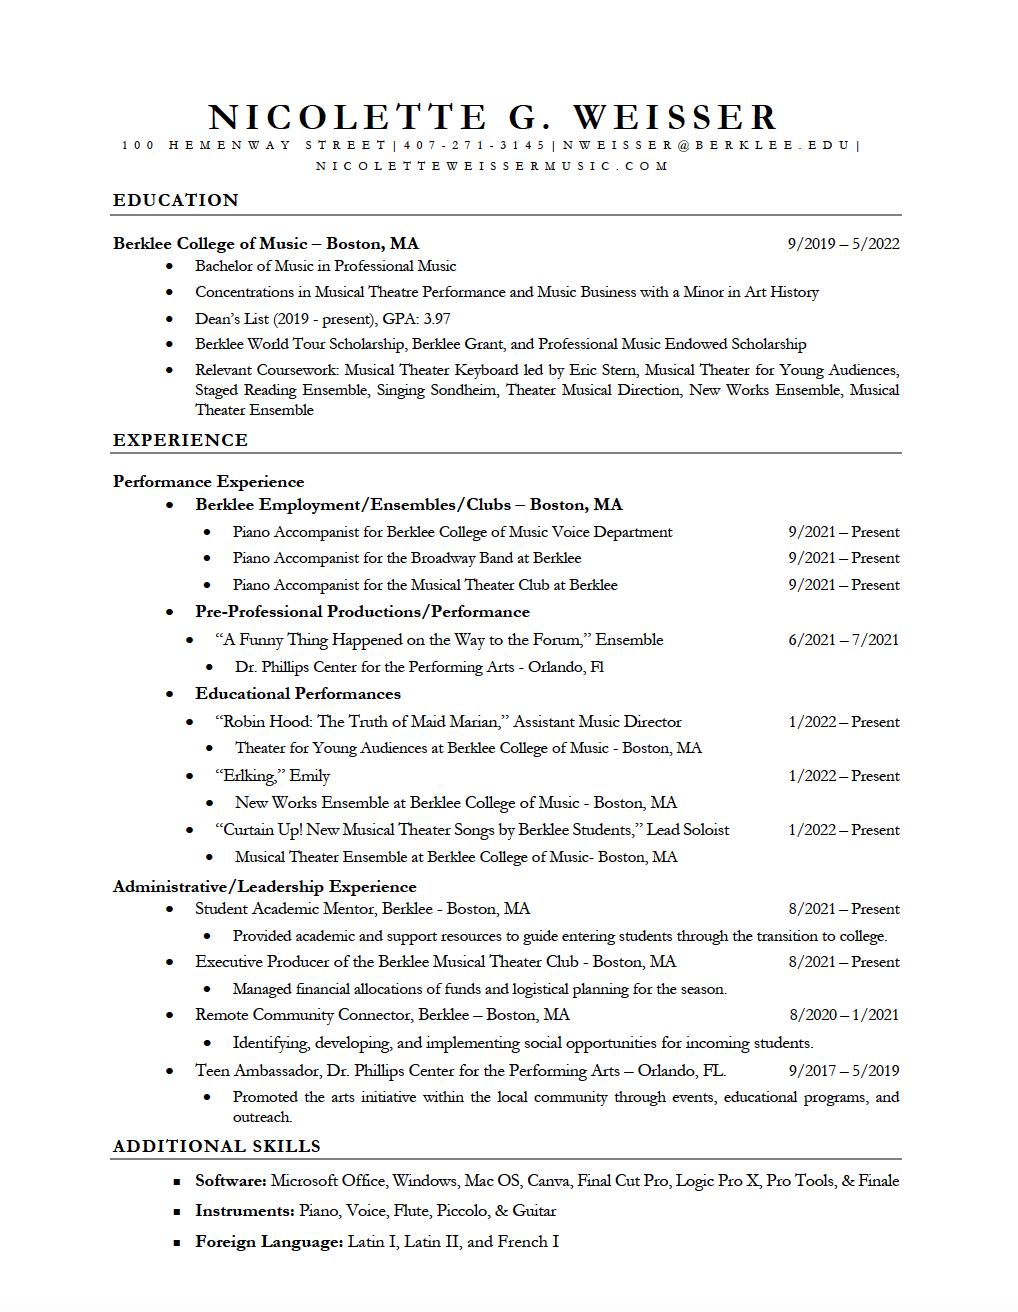 NICOLETTE G. WEISSER
100 HEMENWAY STREET|407-271-3145|NWEISSER@BERKLEE.EDU|
NICOLETTEWEISSERMUSIC.COM
EDUCATION
Berklee College of Music – Boston, MA 9/2019 – 5/2022
• Bachelor of Music in Professional Music
• Concentrations in Musical Theatre Performance and Music Business with a Minor in Art History
• Dean's List (2019 - present), GPA: 3.97
• Berklee World Tour Scholarship, Berklee Grant, and Professional Music Endowed Scholarship
• Relevant Coursework: Musical Theater Keyboard led by Eric Stern, Musical Theater for Young Audiences,
Staged Reading Ensemble, Singing Sondheim, Theater Musical Direction, New Works Ensemble, Musical
Theater Ensemble
EXPERIENCE
Performance Experience
• Berklee Employment/Ensembles/Clubs – Boston, MA
• Piano Accompanist for Berklee College of Music Voice Department 9/2021 – Present
• Piano Accompanist for the Broadway Band at Berklee 9/2021 – Present
• Piano Accompanist for the Musical Theater Club at Berklee 9/2021 – Present
• Pre-Professional Productions/Performance
• “A Funny Thing Happened on the Way to the Forum,” Ensemble 6/2021 – 7/2021
• Dr. Phillips Center for the Performing Arts - Orlando, Fl
• Educational Performances
• “Robin Hood: The Truth of Maid Marian,” Assistant Music Director 1/2022 – Present
• Theater for Young Audiences at Berklee College of Music - Boston, MA
• “Erlking,” Emily 1/2022 – Present
• New Works Ensemble at Berklee College of Music - Boston, MA
• “Curtain Up! New Musical Theater Songs by Berklee Students,” Lead Soloist 1/2022 – Present
• Musical Theater Ensemble at Berklee College of Music- Boston, MA
Administrative/Leadership Experience
• Student Academic Mentor, Berklee - Boston, MA 8/2021 – Present
• Provided academic and support resources to guide entering students through the transition to college.
• Executive Producer of the Berklee Musical Theater Club - Boston, MA 8/2021 – Present
• Managed financial allocations of funds and logistical planning for the season.
• Remote Community Connector, Berklee – Boston, MA 8/2020 – 1/2021
• Identifying, developing, and implementing social opportunities for incoming students.
• Teen Ambassador, Dr. Phillips Center for the Performing Arts – Orlando, FL. 9/2017 – 5/2019
• Promoted the arts initiative within the local community through events, educational programs, and
outreach.
ADDITIONAL SKILLS
▪ Software: Microsoft Office, Windows, Mac OS, Canva, Final Cut Pro, Logic Pro X, Pro Tools, & Finale
▪ Instruments: Piano, Voice, Flute, Piccolo, & Guitar
▪ Foreign Language: Latin I, Latin II, and French I